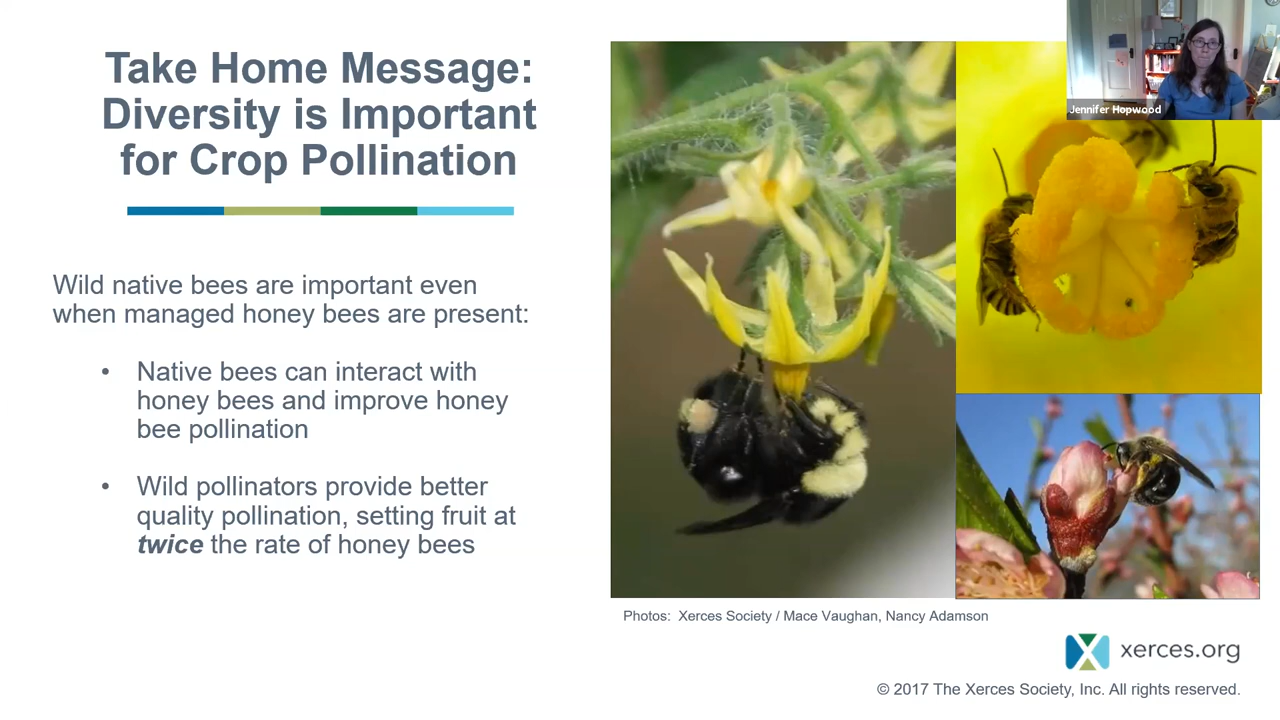 Take Home Message:
Diversity is Important
for Crop Pollination
Wild native bees are important even
when managed honey bees are present:
• Native bees can interact with
honey bees and improve honey
bee pollination
• Wild pollinators provide better
quality pollination, setting fruit at
twice the rate of honey bees
Jennifer Hopwood
Photos: Xerces Society / Mace Vaughan, Nancy Adamson
xerces.org
© 2017 The Xerces Society, Inc. All rights reserved.